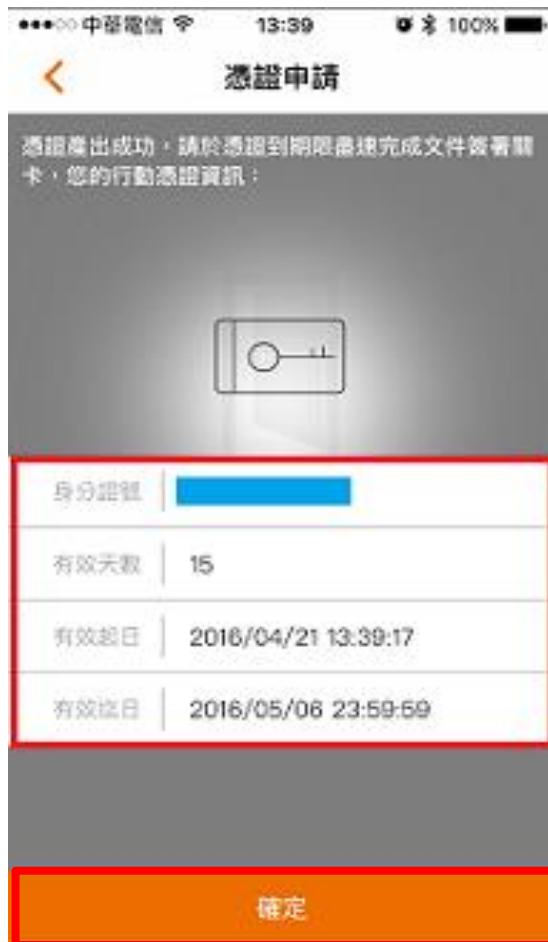 中華電信 13:39 100%
憑證申請
憑證產出成功，請於憑證到期限盡速完成文件簽署關
卡，您的行動憑證資訊：
身分證號
有效天數 15
有效起日 2016/04/21 13:39:17
有效迄日 2016/05/06 23:59:59
確定